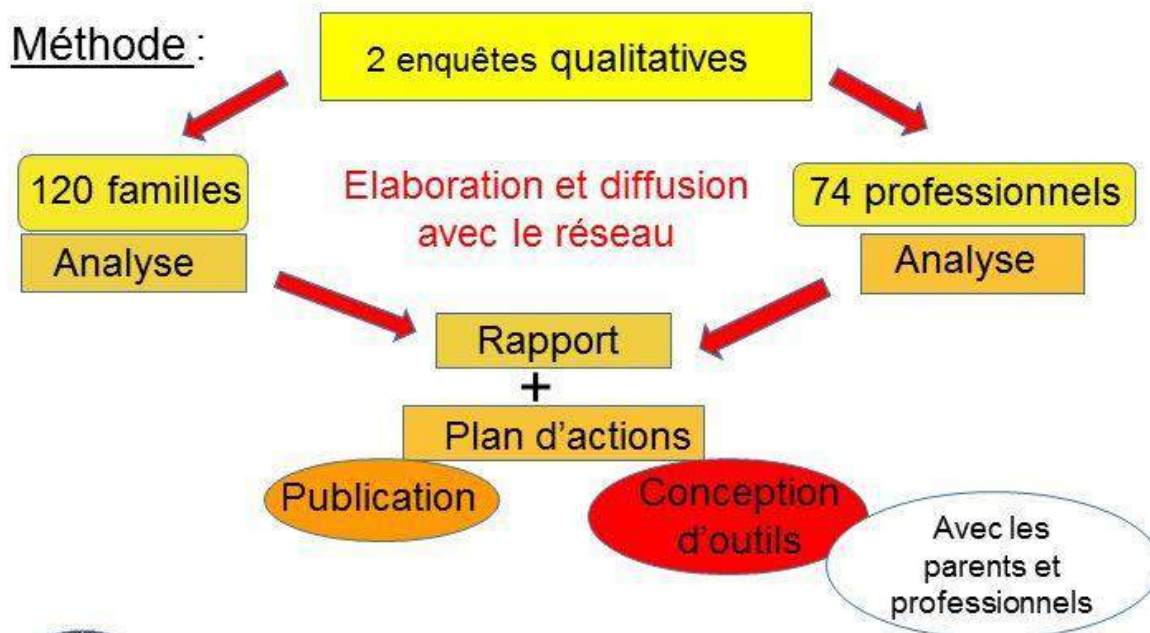 Méthode :
2 enquêtes qualitatives
120 familles
Analyse
Elaboration et diffusion
avec le réseau
74 professionnels
Analyse
Rapport
+
Plan d'actions
Publication
Conception
d'outils
Avec les
parents et
professionnels